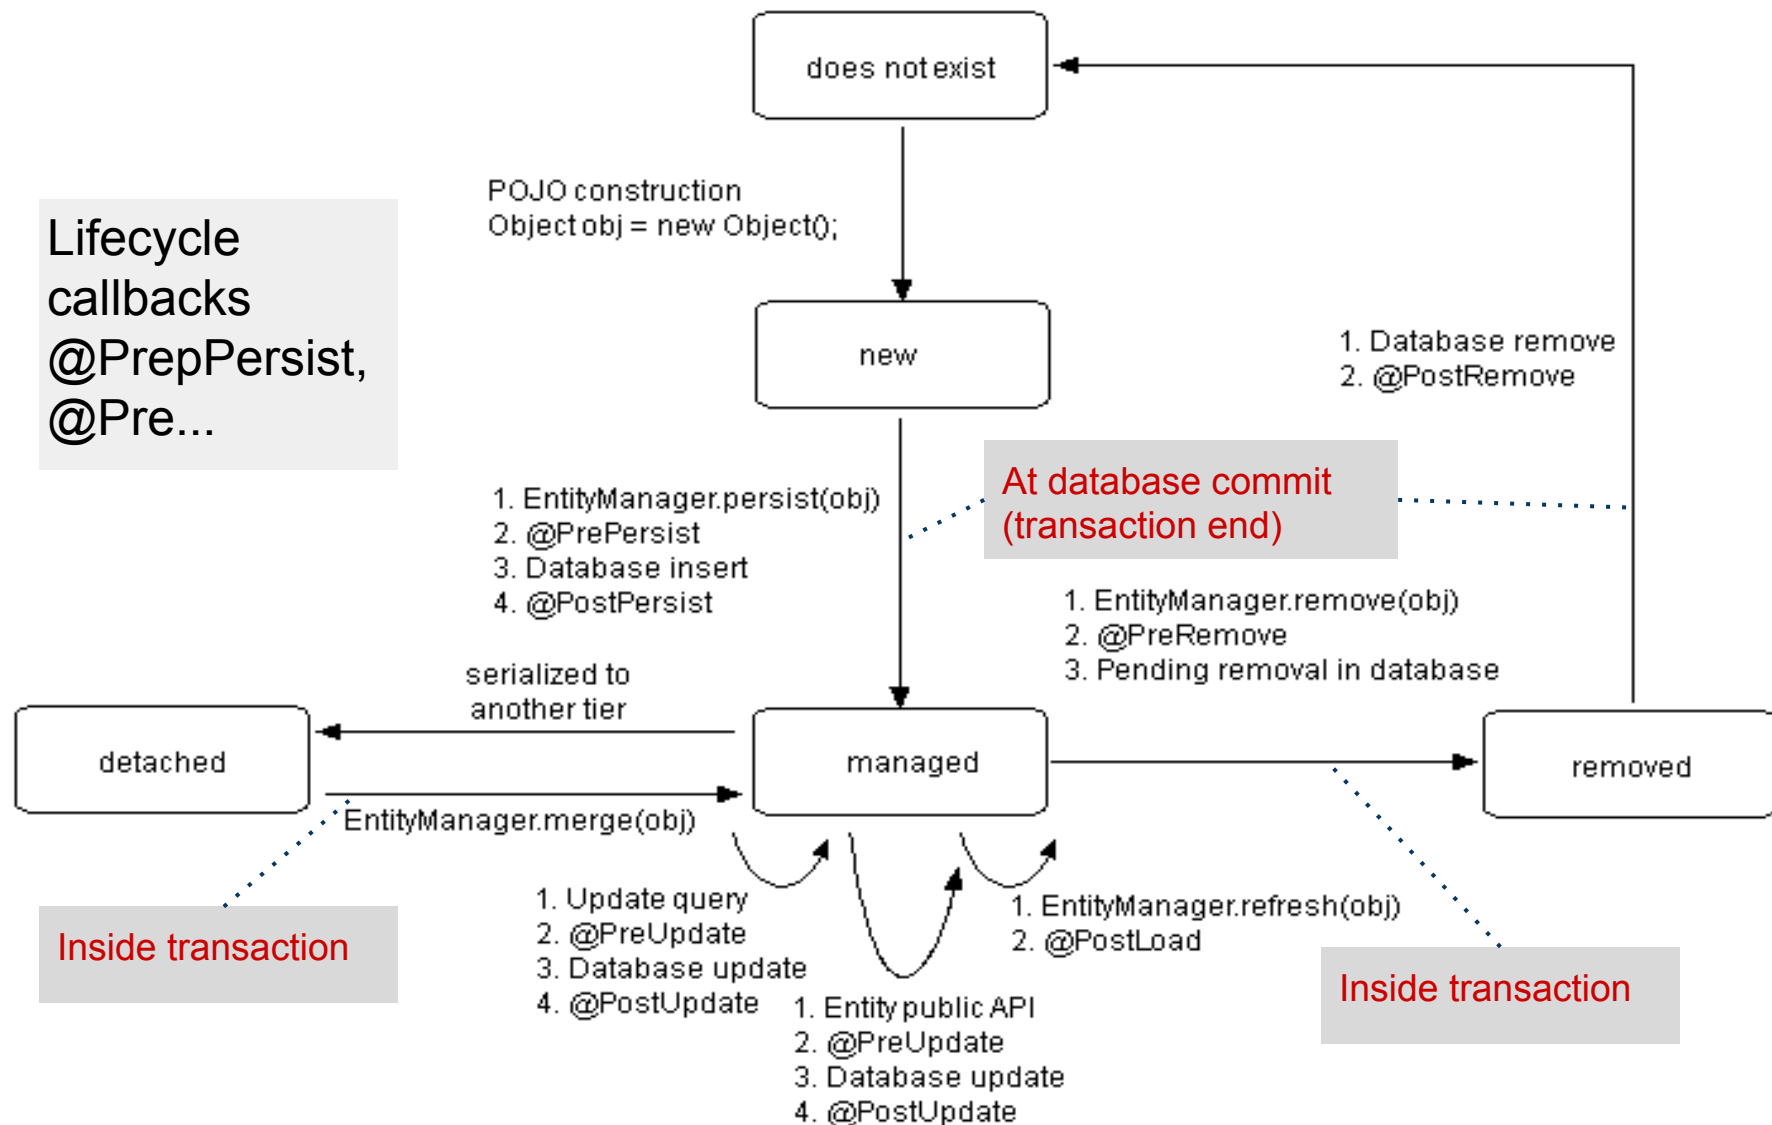 does not exist
POJO construction
Object obj = new Object();
Lifecycle
callbacks
@PrepPersist,
@Pre...
new
1. Database remove
2. @PostRemove
At database commit
(transaction end)
1. EntityManager.persist(obj)
2. @PrePersist
3. Database insert
4. @PostPersist
1. EntityManager.remove(obj)
2. @PreRemove
3. Pending removal in database
serialized to
another tier
detached
managed
removed
EntityManager.merge(obj)
Inside transaction
1. Update query
2. @PreUpdate
3. Database update
4. @PostUpdate
1. EntityManager.refresh(obj)
2. @PostLoad
Inside transaction
1. Entity public API
2. @PreUpdate
3. Database update
4. @PostUpdate